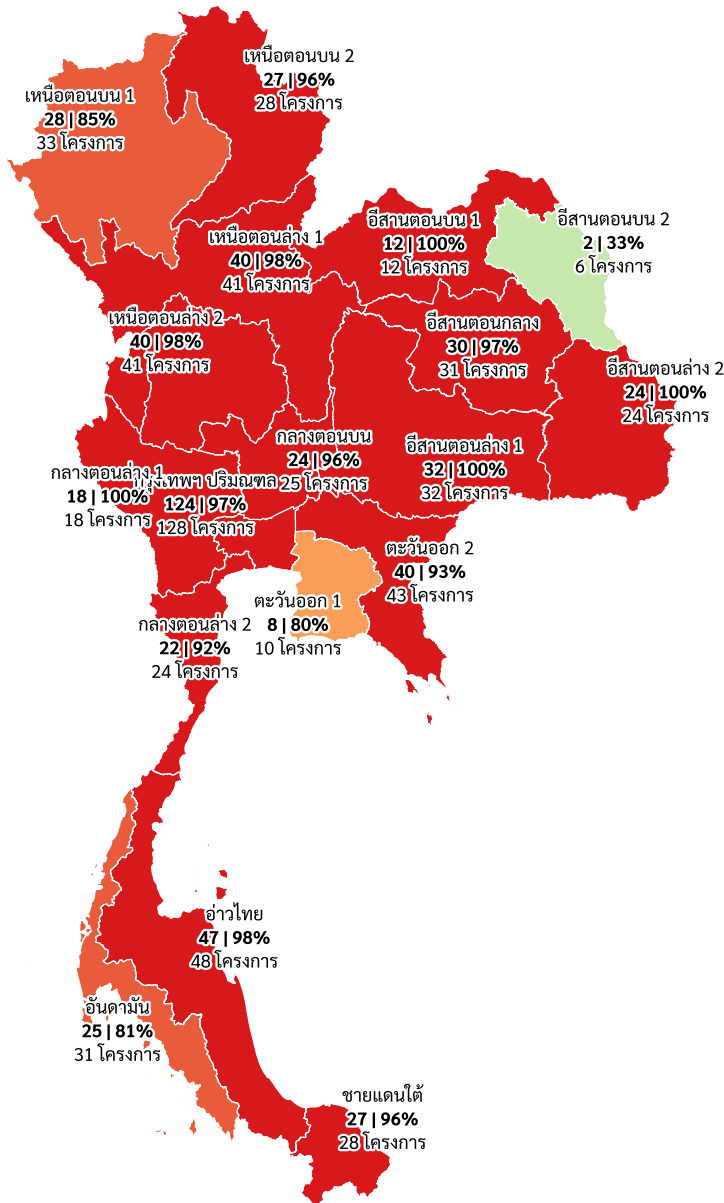 เหนือตอนบน 2
27 | 96%
28 โครงการ
เหนือตอนบน 1
28 | 85%
33 โครงการ
อีสานตอนบน 1
12 | 100%
12 โครงการ
อีสานตอนบน 2
2 | 33%
6 โครงการ
เหนือตอนล่าง 1
40 | 98%
41 โครงการ
เหนือตอนล่าง 2
40 | 98%
41 โครงการ
อีสานตอนกลาง
30 | 97%
31 โครงการ
อีสานตอนล่าง 2
24 | 100%
24 โครงการ
กลางตอนบน
24 | 96%
25 โครงการ
อีสานตอนล่าง 1
32 | 100%
32 โครงการ
กลางตอนล่าง 1
18 | 100%
18 โครงการ
กรุงเทพฯ ปริมณฑล
124 | 97%
128 โครงการ
ตะวันออก 2
40 | 93%
43 โครงการ
ตะวันออก 1
8 | 80%
10 โครงการ
กลางตอนล่าง 2
22 | 92%
24 โครงการ
อ่าวไทย
47 | 98%
48 โครงการ
อันดามัน
25 | 81%
31 โครงการ
ชายแดนใต้
27 | 96%
28 โครงการ